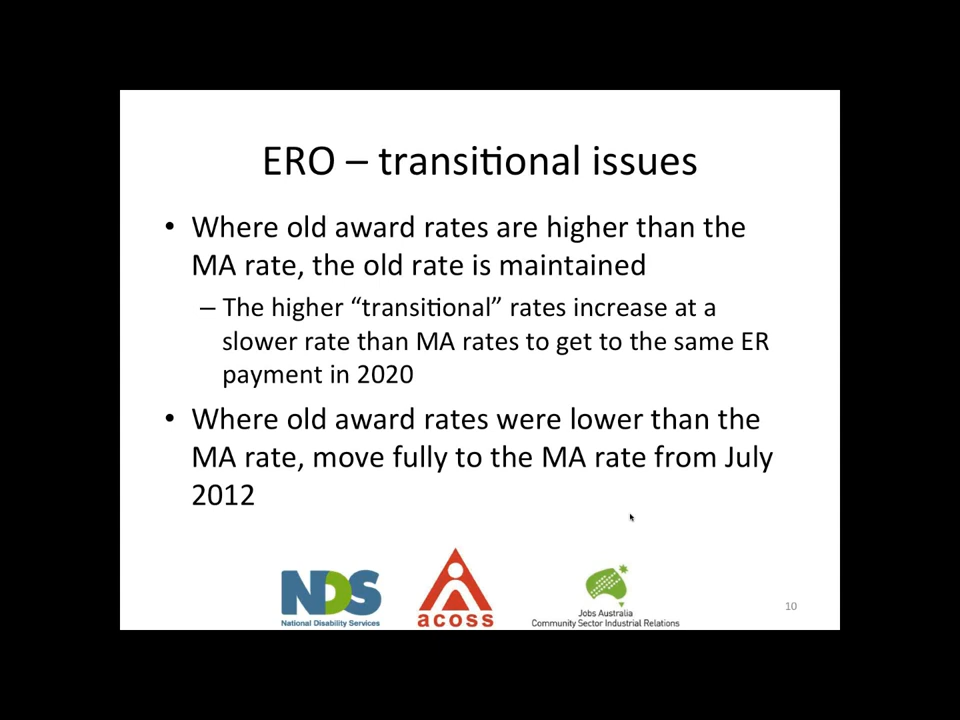 ERO – transitional issues
• Where old award rates are higher than the
MA rate, the old rate is maintained
– The higher “transitional” rates increase at a
slower rate than MA rates to get to the same ER
payment in 2020
• Where old award rates were lower than the
MA rate, move fully to the MA rate from July
2012
NDS
National Disability Services
acoss
Jobs Australia
Community Sector Industrial Relations
10